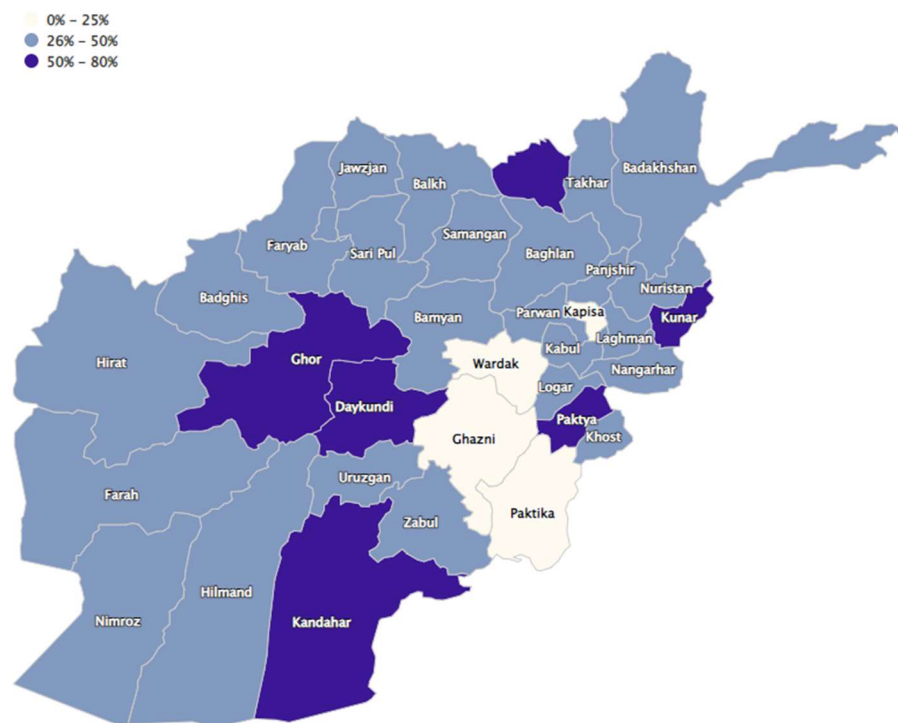 0% – 25%
26% – 50%
50% – 80%
Jawzjan
Balkh
Takhar
Badakhshan
Faryab
Sari Pul
Samangan
Baghlan
Panjshir
Nuristan
Badghis
Bamyan
Parwan
Kapisa
Kunar
Hirat
Ghor
Wardak
Kabul
Laghman
Nangarhar
Daykundi
Logar
Paktya
Ghazni
Khost
Uruzgan
Farah
Zabul
Paktika
Hilmand
Nimroz
Kandahar